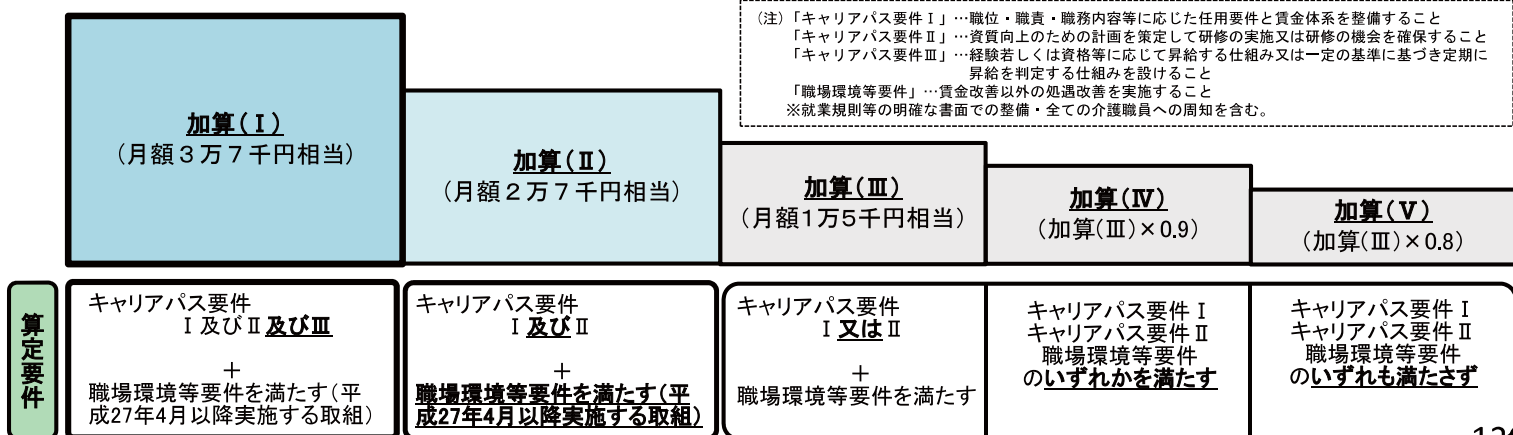 (注)「キャリアパス要件Ⅰ」…職位・職責・職務内容等に応じた任用要件と賃金体系を整備すること
「キャリアパス要件Ⅱ」…資質向上のための計画を策定して研修の実施又は研修の機会を確保すること
「キャリアパス要件Ⅲ」…経験若しくは資格等に応じて昇給する仕組み又は一定の基準に基づき定期に
昇給を判定する仕組みを設けること
「職場環境等要件」…賃金改善以外の処遇改善を実施すること
※就業規則等の明確な書面での整備・全ての介護職員への周知を含む。
加算(Ⅰ)
(月額3万7千円相当)
加算(Ⅱ)
(月額2万7千円相当)
加算(Ⅲ)
(月額1万5千円相当)
加算(Ⅳ)
(加算(Ⅲ)×0.9)
加算(Ⅴ)
(加算(Ⅲ)×0.8)
算定要件
キャリアパス要件
Ⅰ及びⅡ及びⅢ
+
職場環境等要件を満たす(平
成27年4月以降実施する取組)
キャリアパス要件
Ⅰ及びⅡ
+
職場環境等要件を満たす(平
成27年4月以降実施する取組)
キャリアパス要件
Ⅰ又はⅡ
+
職場環境等要件を満たす
キャリアパス要件Ⅰ
キャリアパス要件Ⅱ
職場環境等要件
のいずれかを満たす
キャリアパス要件Ⅰ
キャリアパス要件Ⅱ
職場環境等要件
のいずれも満たさず